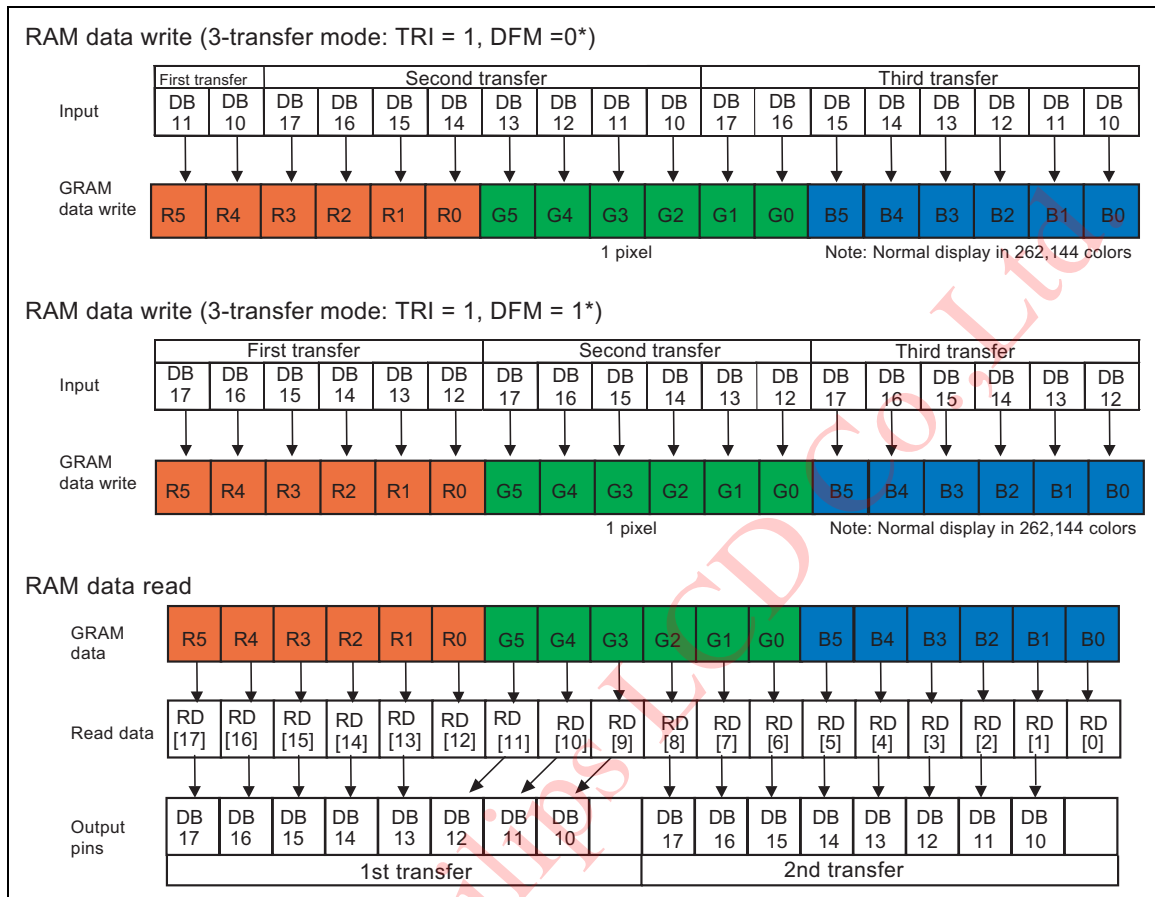 RAM data write (3-transfer mode: TRI = 1, DFM =0*)
First transfer Second transfer Third transfer
Input
DB 11 DB 10 DB 17 DB 16 DB 15 DB 14 DB 13 DB 12 DB 11 DB 10 DB 17 DB 16 DB 15 DB 14 DB 13 DB 12 DB 11 DB 10
GRAM data write
R5 R4 R3 R2 R1 R0 G5 G4 G3 G2 G1 G0 B5 B4 B3 B2 B1 B0
1 pixel Note: Normal display in 262,144 colors
RAM data write (3-transfer mode: TRI = 1, DFM = 1*)
First transfer Second transfer Third transfer
Input
DB 17 DB 16 DB 15 DB 14 DB 13 DB 12 DB 17 DB 16 DB 15 DB 14 DB 13 DB 12 DB 17 DB 16 DB 15 DB 14 DB 13 DB 12
GRAM data write
R5 R4 R3 R2 R1 R0 G5 G4 G3 G2 G1 G0 B5 B4 B3 B2 B1 B0
1 pixel Note: Normal display in 262,144 colors
RAM data read
GRAM data
R5 R4 R3 R2 R1 R0 G5 G4 G3 G2 G1 G0 B5 B4 B3 B2 B1 B0
Read data
RD [17] RD [16] RD [15] RD [14] RD [13] RD [12] RD [11] RD [10] RD [9] RD [8] RD [7] RD [6] RD [5] RD [4] RD [3] RD [2] RD [1] RD [0]
Output pins
DB 17 DB 16 DB 15 DB 14 DB 13 DB 12 DB 11 DB 10 DB 17 DB 16 DB 15 DB 14 DB 13 DB 12 DB 11 DB 10
1st transfer 2nd transfer
LCD Co.,Ltd.